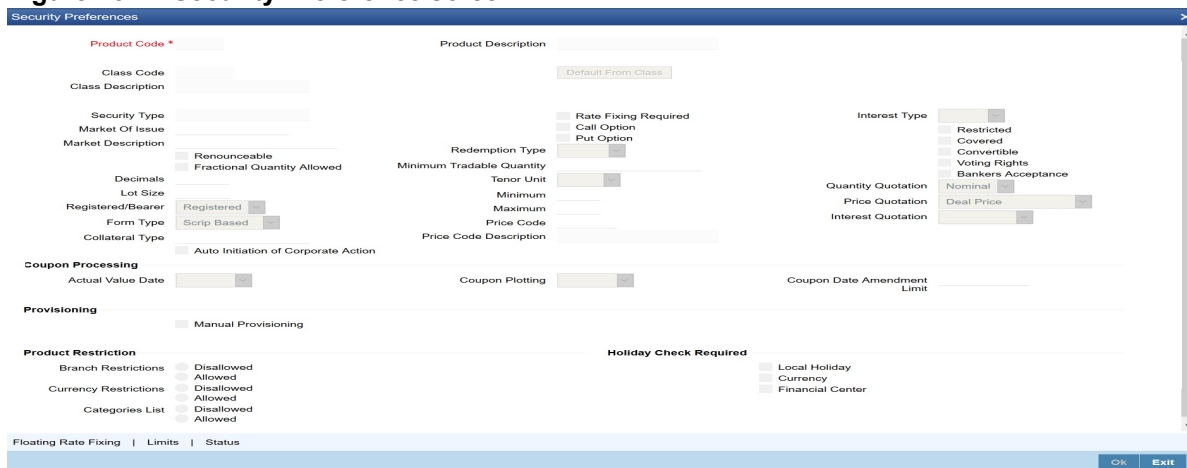 Security Preferences
Product Code *
Product Description
Class Code
Default From Class
Class Description
Security Type
Rate Fixing Required
Interest Type
Market Of Issue
Call Option
Restricted
Market Description
Put Option
Covered
Renounceable
Redemption Type
Convertible
Fractional Quantity Allowed
Minimum Tradable Quantity
Voting Rights
Decimals
Tenor Unit
Bankers Acceptance
Lot Size
Minimum
Quantity Quotation Nominal
Registered/Bearer Registered
Maximum
Price Quotation Deal Price
Form Type Scrip Based
Price Code
Interest Quotation
Collateral Type
Price Code Description
Auto Initiation of Corporate Action
Coupon Processing
Actual Value Date
Coupon Plotting
Coupon Date Amendment
Limit
Provisioning
Manual Provisioning
Product Restriction
Holiday Check Required
Branch Restrictions Disallowed
Local Holiday
Allowed
Currency
Currency Restrictions Disallowed
Financial Center
Allowed
Categories List Disallowed
Allowed
Floating Rate Fixing | Limits | Status
Ok Exit